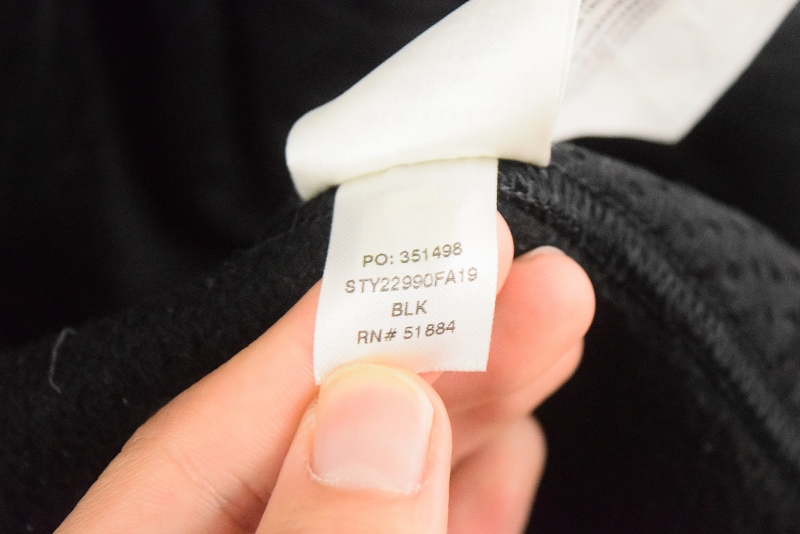 PO: 351498
STY22990FA19
BLK
RN# 51884